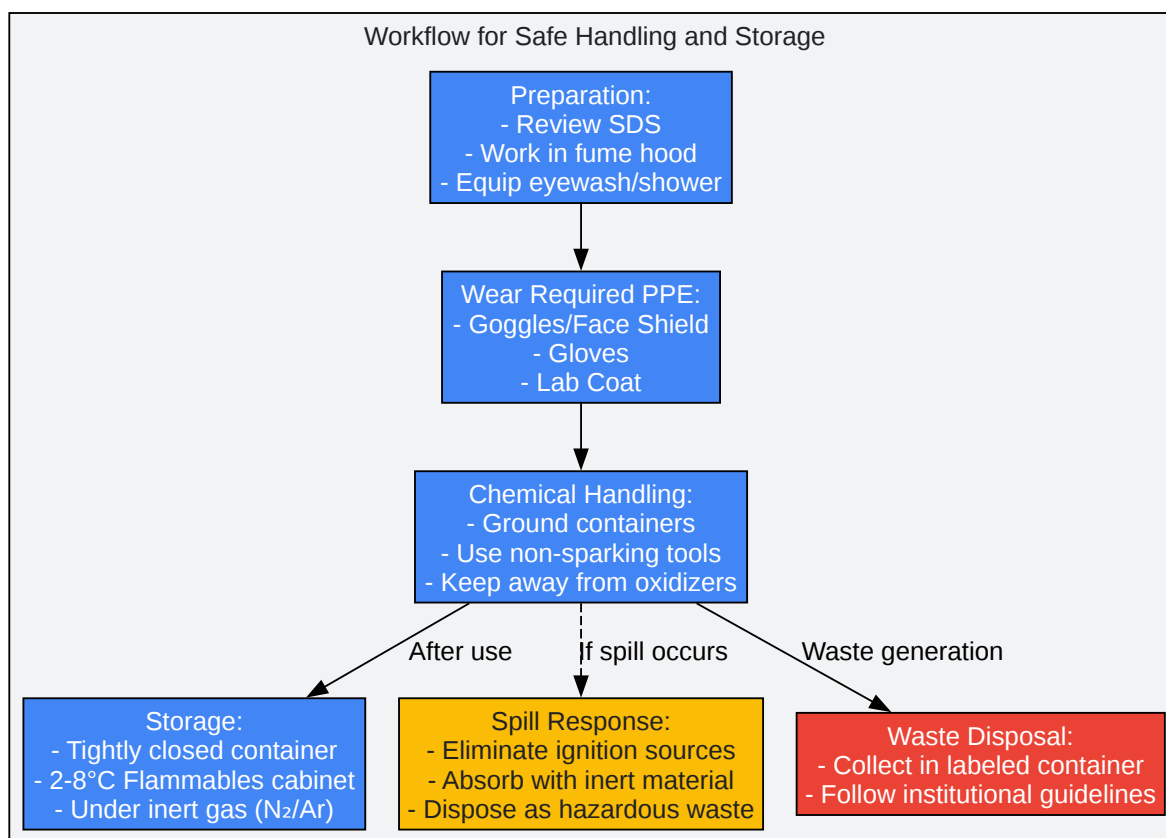 Workflow for Safe Handling and Storage
Preparation:
- Review SDS
- Work in fume hood
- Equip eyewash/shower
Wear Required PPE:
- Goggles/Face Shield
- Gloves
- Lab Coat
Chemical Handling:
- Ground containers
- Use non-sparking tools
- Keep away from oxidizers
After use
If spill occurs
Waste generation
Storage:
- Tightly closed container
- 2-8°C Flammables cabinet
- Under inert gas (N₂/Ar)
Spill Response:
- Eliminate ignition sources
- Absorb with inert material
- Dispose as hazardous waste
Waste Disposal:
- Collect in labeled container
- Follow institutional guidelines